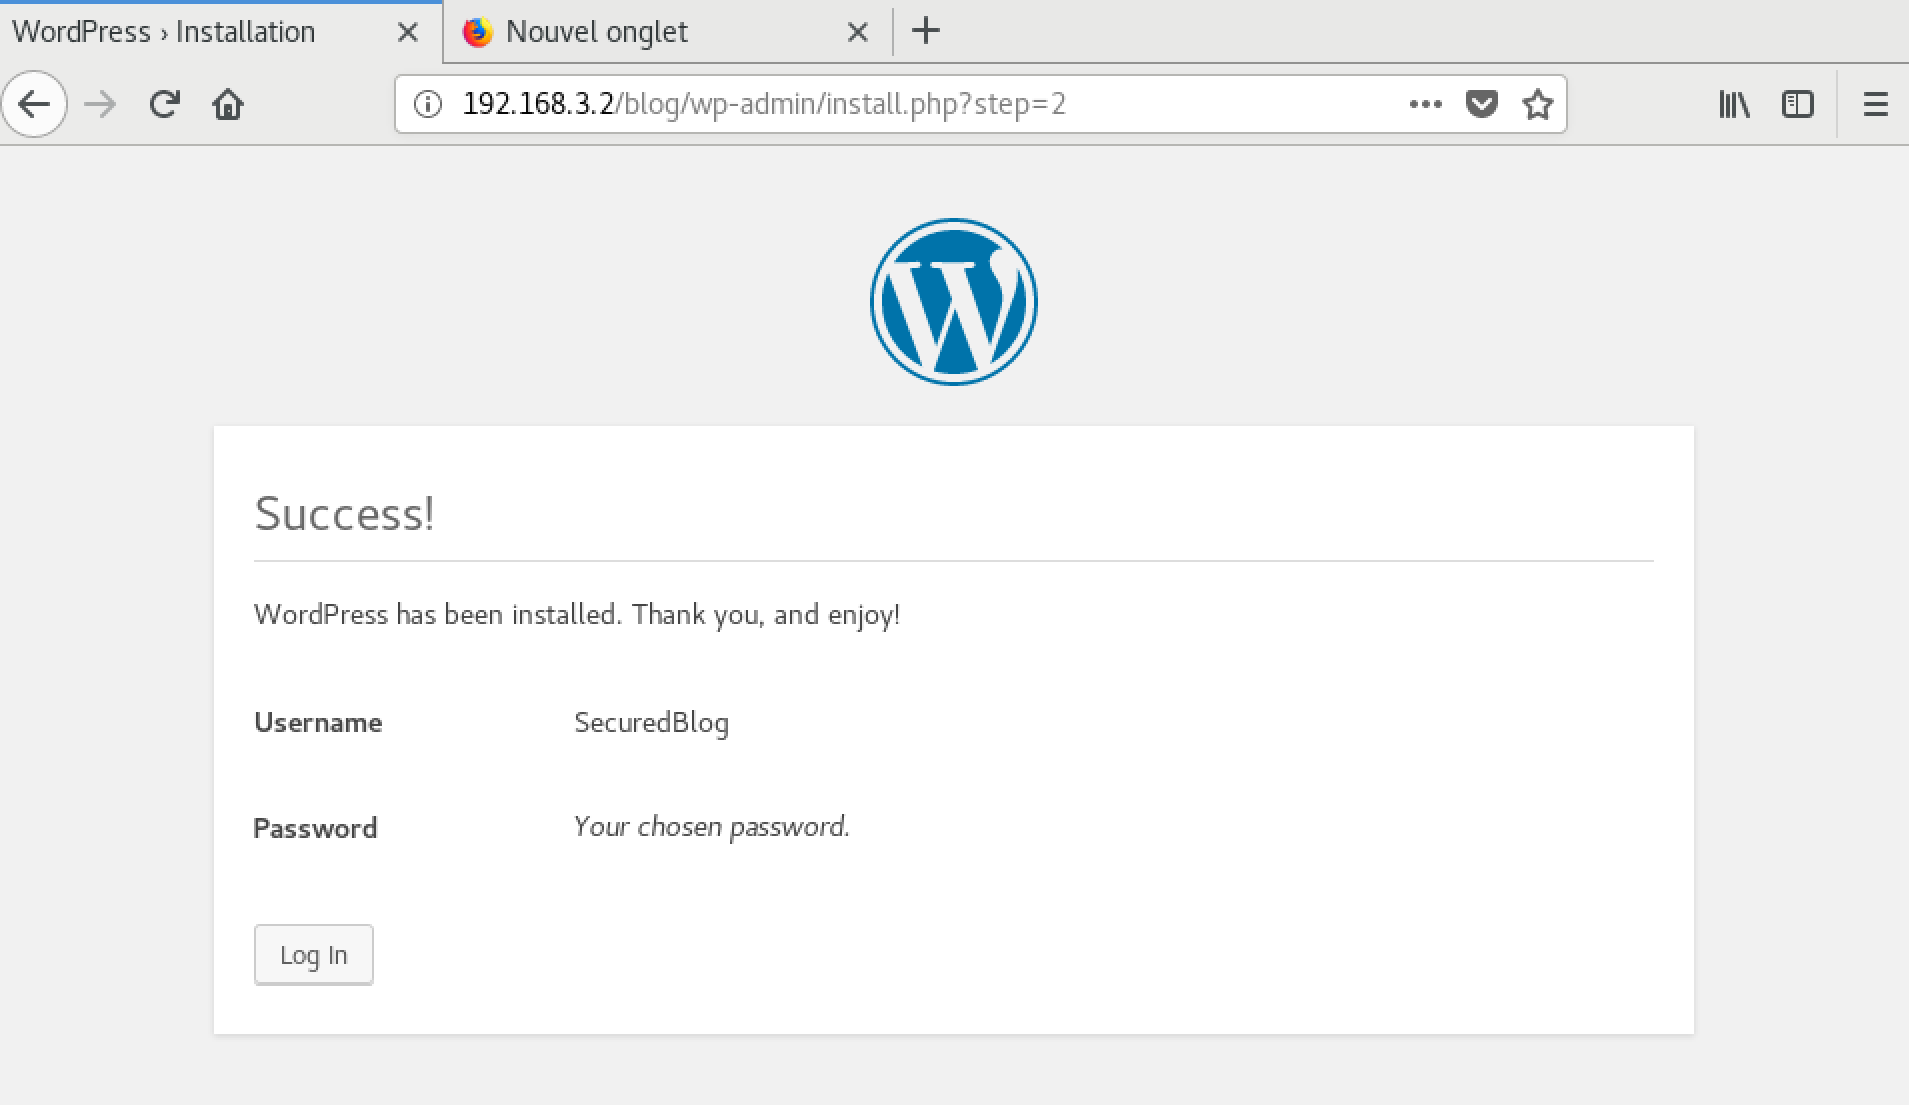 WordPress › Installation
Nouvel onglet
192.168.3.2/blog/wp-admin/install.php?step=2
Success!
WordPress has been installed. Thank you, and enjoy!
Username SecuredBlog
Password Your chosen password.
Log In